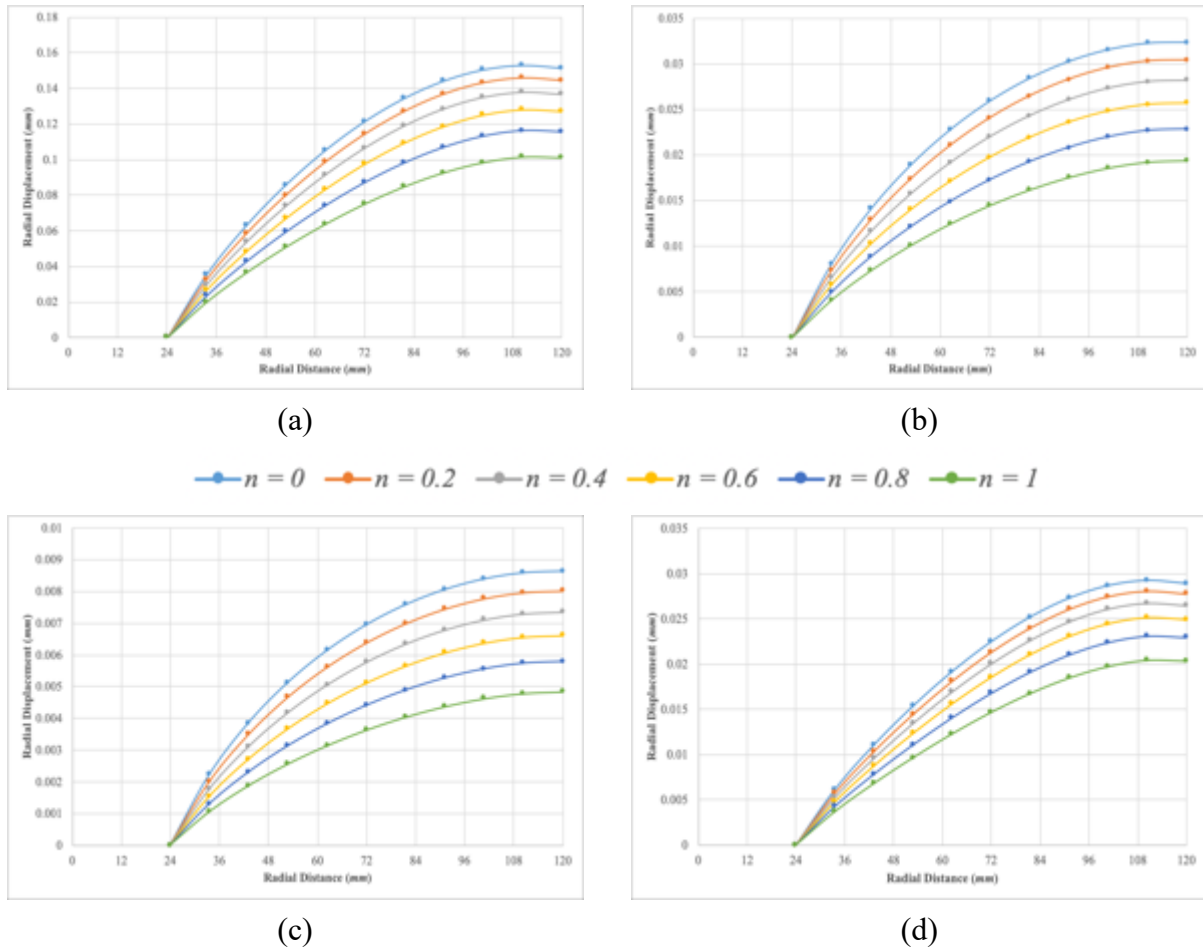 0.18
0.16
0.14
0.12
0.1
0.08
0.06
0.04
0.02
0
Radial Displacement (mm)
0 12 24 36 48 60 72 84 96 108 120
Radial Distance (mm)
(a)
0.035
0.03
0.025
0.02
0.015
0.01
0.005
0
Radial Displacement (mm)
0 12 24 36 48 60 72 84 96 108 120
Radial Distance (mm)
(b)
n = 0 n = 0.2 n = 0.4 n = 0.6 n = 0.8 n = 1
0.01
0.009
0.008
0.007
0.006
0.005
0.004
0.003
0.002
0.001
0
Radial Displacement (mm)
0 12 24 36 48 60 72 84 96 108 120
Radial Distance (mm)
(c)
0.035
0.03
0.025
0.02
0.015
0.01
0.005
0
Radial Displacement (mm)
0 12 24 36 48 60 72 84 96 108 120
Radial Distance (mm)
(d)